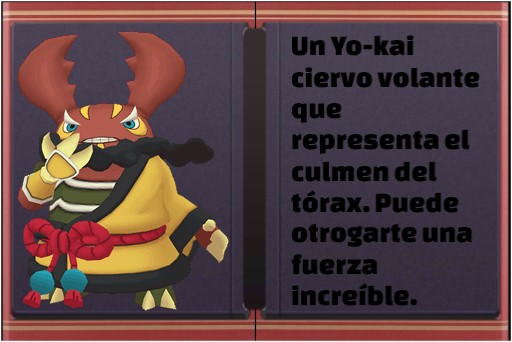 Un Yo-kai
ciervo volante
que
representa el
culmen del
tórax. Puede
otrogarte una
fuerza
increíble.